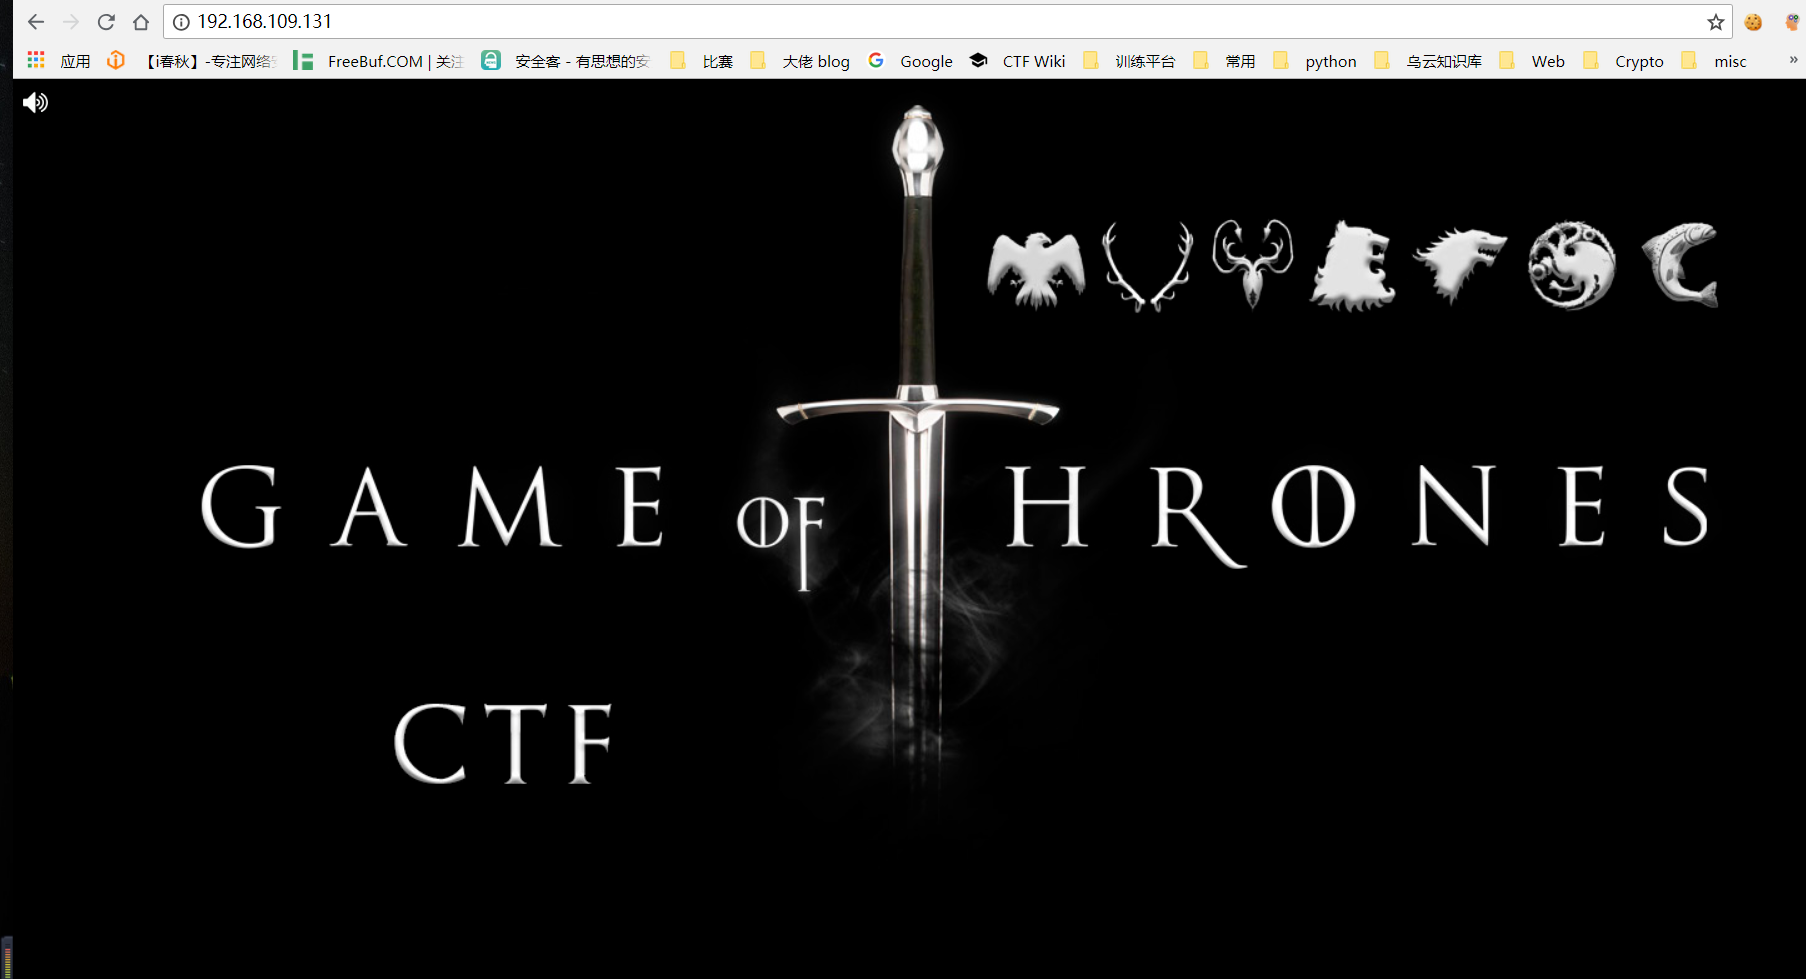 192.168.109.131
应用 【i春秋】-专注网络安 FreeBuf.COM | 关注 安全客 - 有思想的安 比赛 大佬 blog Google CTF Wiki 训练平台 常用 python 乌云知识库 Web Crypto misc »
GAME OF THRONES
CTF